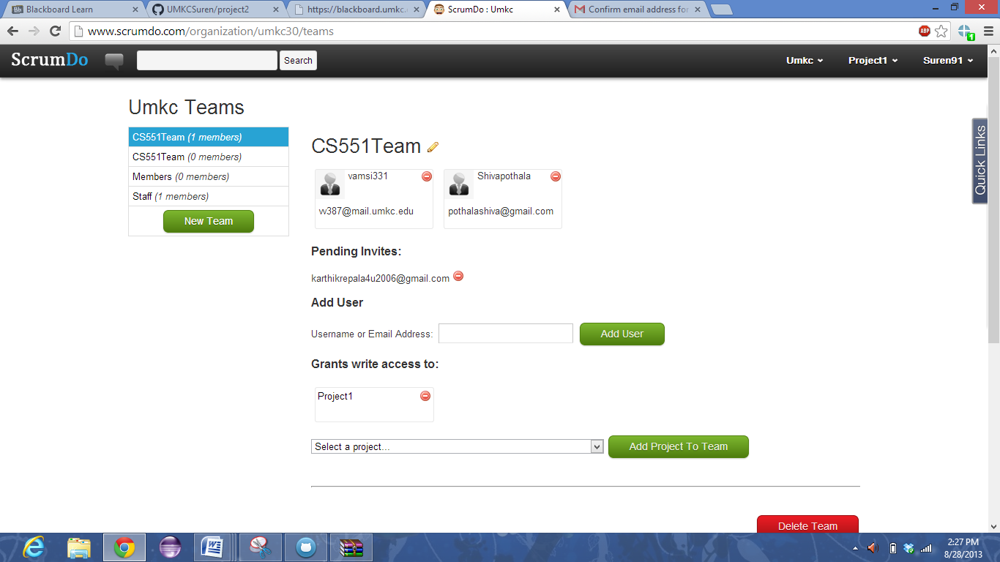 Blackboard Learn
UMKCSuren/project2
https://blackboard.umkc.
ScrumDo : Umkc
Confirm email address for
www.scrumdo.com/organization/umkc30/teams
ABP
1
ScrumDo
Search
Umkc
Project1
Suren91
Umkc Teams
CS551Team (1 members)
CS551Team (0 members)
Members (0 members)
Staff (1 members)
New Team
CS551Team
vamsi331
vv387@mail.umkc.edu
Shivapothala
pothalashiva@gmail.com
Pending Invites:
karthikrepala4u2006@gmail.com
Add User
Username or Email Address:
Add User
Grants write access to:
Project1
Select a project...
Add Project To Team
Delete Team
Quick Links
2:27 PM
8/28/2013